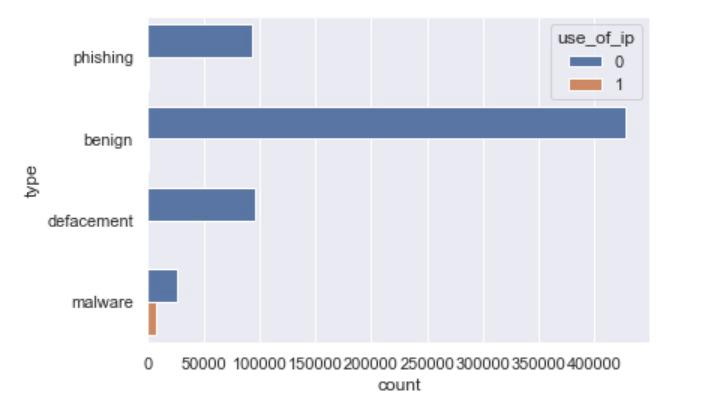 use_of_ip
0
1
phishing
benign
defacement
malware
type
0 50000 100000 150000 200000 250000 300000 350000 400000
count